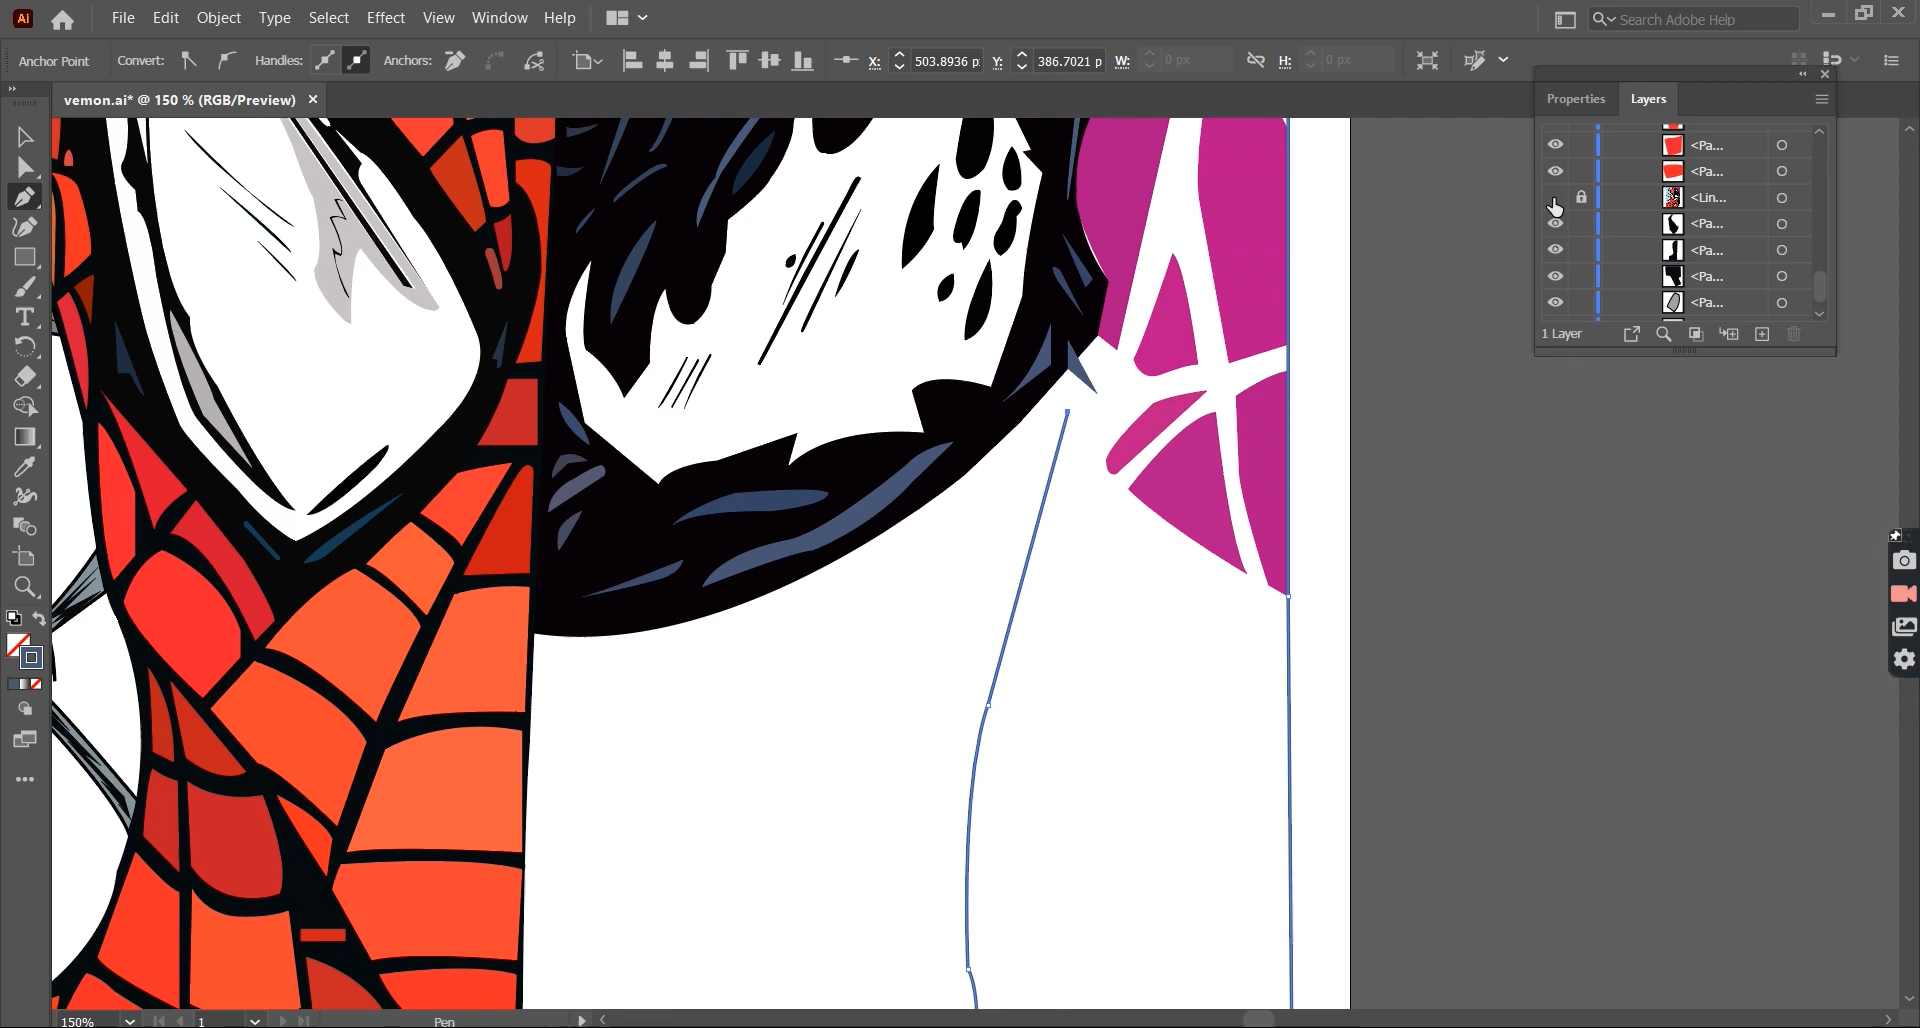 Ai File Edit Object Type Select Effect View Window Help Search Adobe Help
Anchor Point Convert: Handles: Anchors: X: 503.8936 p Y: 386.7021 p W: 0 px H: 0 px
vemon.ai* @ 150 % (RGB/Preview) ×
Properties Layers
<Pa...
<Pa...
<Lin...
<Pa...
<Pa...
<Pa...
<Pa...
1 Layer
150% 1 Pen